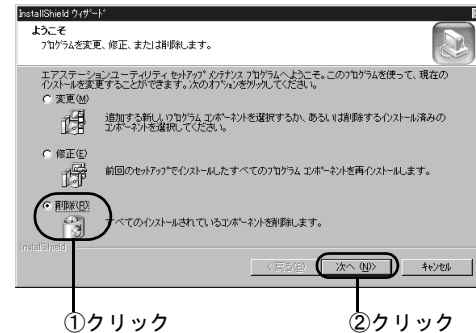 InstallShield ウィザード
ようこそ
プログラムを変更、修正、または削除します。
エアステーションユーティリティ セットアップ メンテナンス プログラムへようこそ。このプログラムを使って、現在の
インストールを変更することができます。次のオプションをクリックしてください。
変更(M)
追加する新しいプログラム コンポーネントを選択するか、あるいは削除するインストール済みの
コンポーネントを選択してください。
修正(E)
前回のセットアップでインストールしたすべてのプログラム コンポーネントを再インストールします。
削除(R)
すべてのインストールされているコンポーネントを削除します。
InstallShield
< 戻る(B) 次へ (N)> キャンセル
①クリック ②クリック